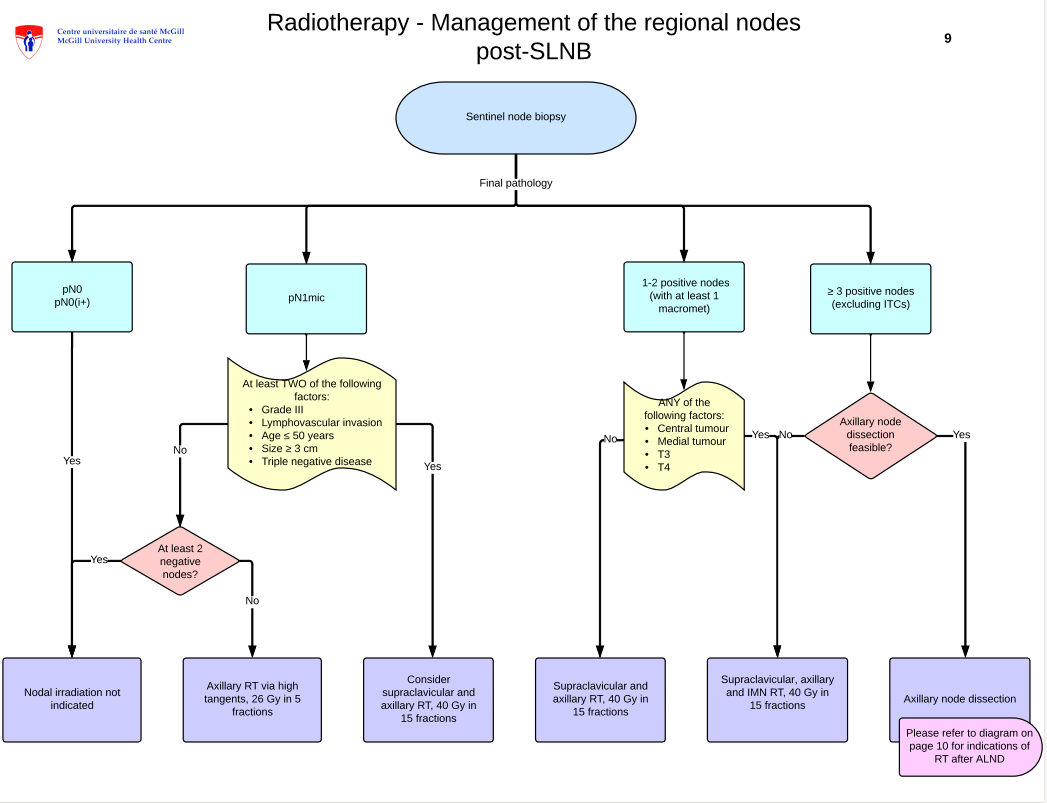 Centre universitaire de santé McGill
McGill University Health Centre
Radiotherapy - Management of the regional nodes
post-SLNB
9
Sentinel node biopsy
Final pathology
pN0
pN0(i+)
pN1mic
1-2 positive nodes
(with at least 1
macromet)
≥ 3 positive nodes
(excluding ITCs)
At least TWO of the following
factors:
• Grade III
• Lymphovascular invasion
• Age ≤ 50 years
• Size ≥ 3 cm
• Triple negative disease
ANY of the
following factors:
• Central tumour
• Medial tumour
• T3
• T4
Axillary node
dissection
feasible?
Yes
No
Yes
No
Yes
No
Yes
At least 2
negative
nodes?
Yes
No
Nodal irradiation not
indicated
Axillary RT via high
tangents, 26 Gy in 5
fractions
Consider
supraclavicular and
axillary RT, 40 Gy in
15 fractions
Supraclavicular and
axillary RT, 40 Gy in
15 fractions
Supraclavicular, axillary
and IMN RT, 40 Gy in
15 fractions
Axillary node dissection
Please refer to diagram on
page 10 for indications of
RT after ALND